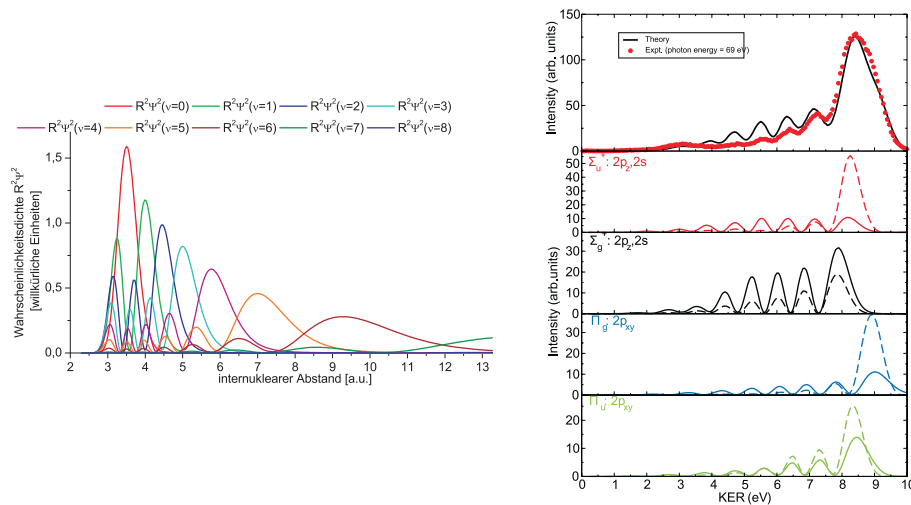 R²Ψ²(ν=0) R²Ψ²(ν=1) R²Ψ²(ν=2) R²Ψ²(ν=3)
R²Ψ²(ν=4) R²Ψ²(ν=5) R²Ψ²(ν=6) R²Ψ²(ν=7) R²Ψ²(ν=8)
Wahrscheinlichkeitsdichte R²Ψ²
[willkürliche Einheiten]
1.5
1.0
0.5
0.0
2 3 4 5 6 7 8 9 10 11 12 13
internuklearer Abstand [a.u.]
150
100
50
Intensity (arb. units)
Theory
Expt. (photon energy = 69 eV)
Σu⁺: 2pz,2s
50
40
30
20
10
0
Σg⁺: 2pz,2s
30
20
10
0
Intensity (arb.units)
Πg: 2pxy
30
20
10
0
Πu: 2pxy
20
10
0
0 1 2 3 4 5 6 7 8 9 10
KER (eV)